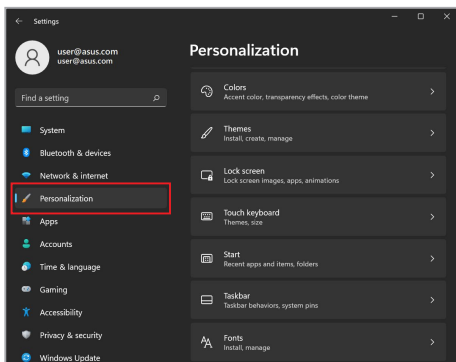 Settings
user@asus.com
user@asus.com
Find a setting
System
Bluetooth & devices
Network & internet
Personalization
Apps
Accounts
Time & language
Gaming
Accessibility
Privacy & security
Windows Update
Personalization
Colors
Accent color, transparency effects, color theme
Themes
Install, create, manage
Lock screen
Lock screen images, apps, animations
Touch keyboard
Themes, size
Start
Recent apps and items, folders
Taskbar
Taskbar behaviors, system pins
Fonts
Install, manage